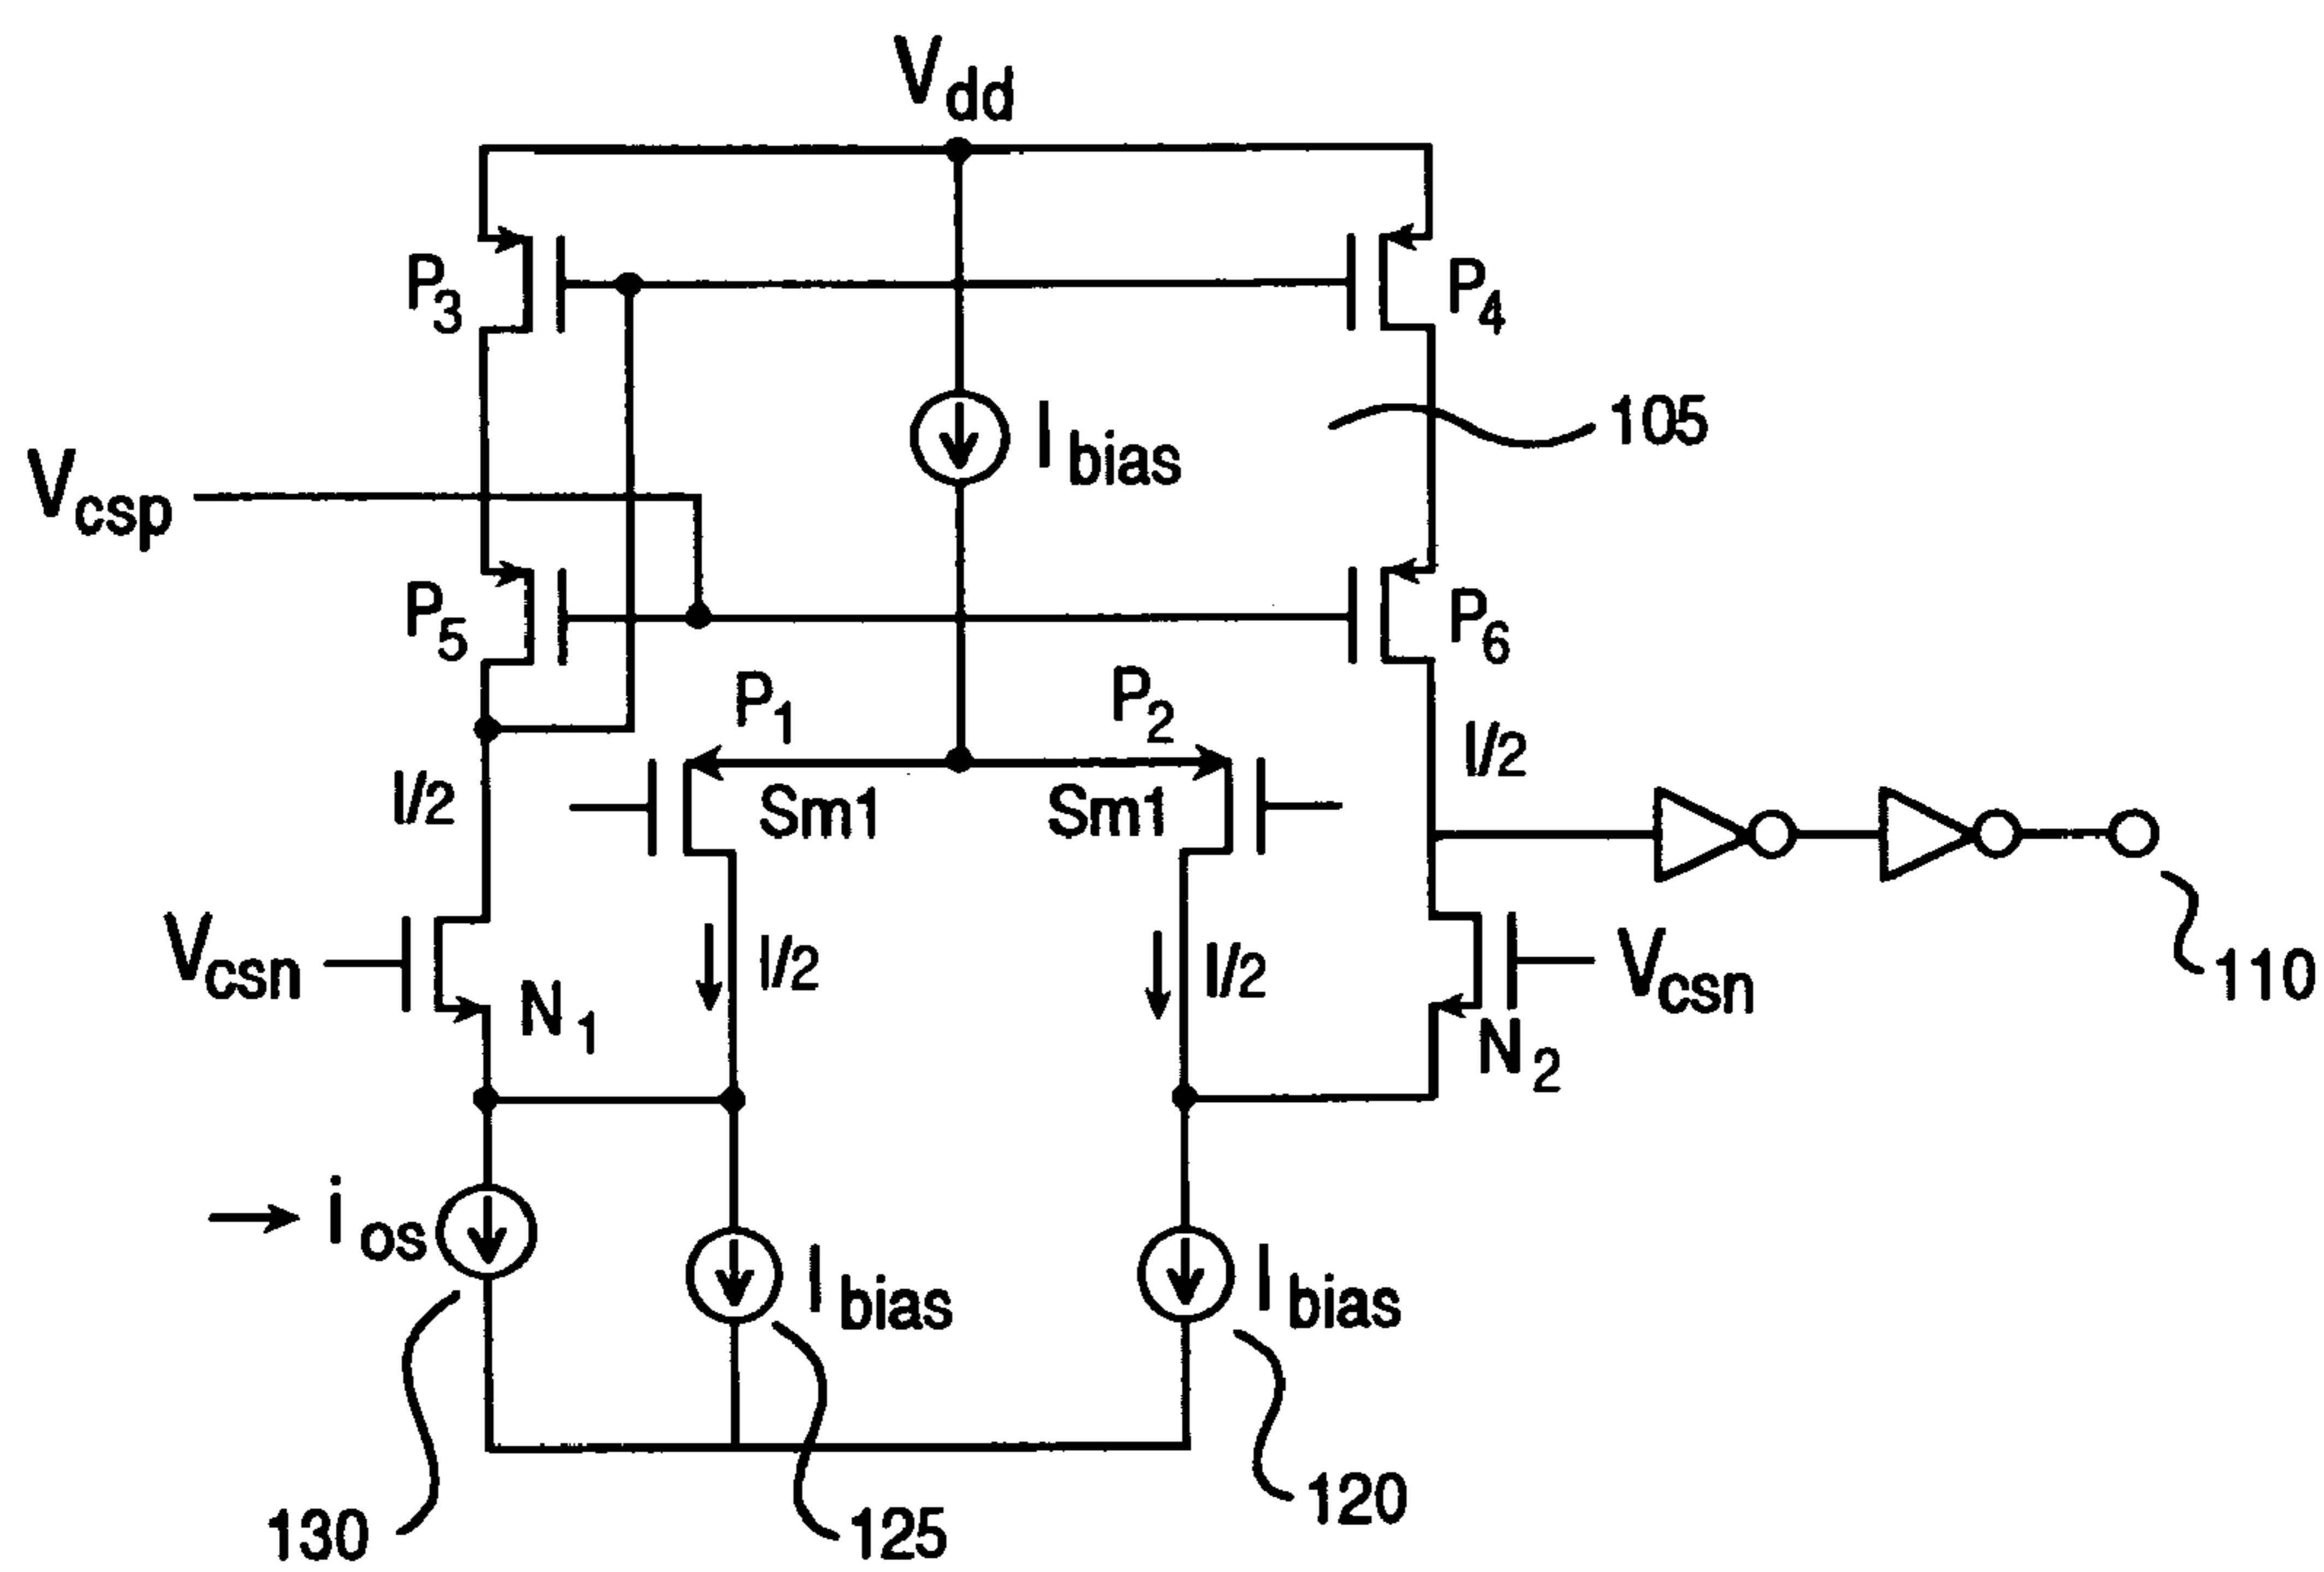 Vdd
P3
P4
Ibias
105
Vcsp
P5
P6
P1
P2
I/2
I/2
Sm1
Sm1
Vcsn
N1
I/2
I/2
Vcsn
N2
110
ios
Ibias
Ibias
130
125
120